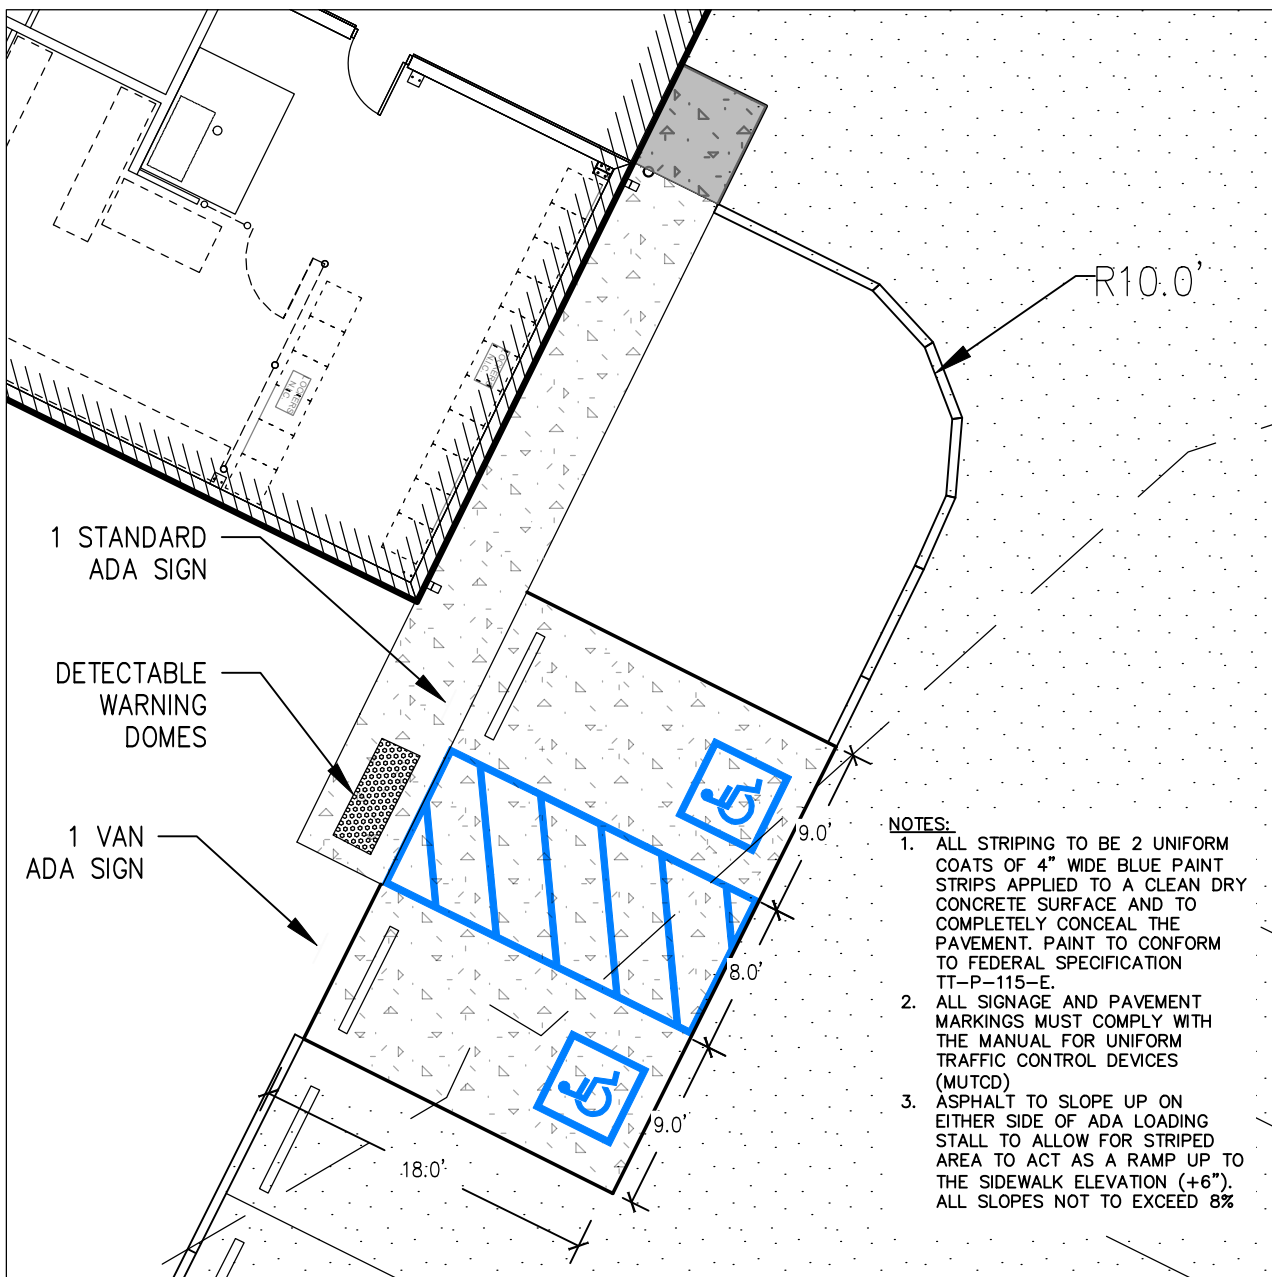 R10.0'
LOCKERS
N.I.C.
LOCKERS
N.I.C.
1 STANDARD
ADA SIGN
DETECTABLE
WARNING
DOMES
1 VAN
ADA SIGN
9.0'
8.0'
9.0'
18.0'
NOTES:
1. ALL STRIPING TO BE 2 UNIFORM
COATS OF 4" WIDE BLUE PAINT
STRIPS APPLIED TO A CLEAN DRY
CONCRETE SURFACE AND TO
COMPLETELY CONCEAL THE
PAVEMENT. PAINT TO CONFORM
TO FEDERAL SPECIFICATION
TT-P-115-E.
2. ALL SIGNAGE AND PAVEMENT
MARKINGS MUST COMPLY WITH
THE MANUAL FOR UNIFORM
TRAFFIC CONTROL DEVICES
(MUTCD)
3. ASPHALT TO SLOPE UP ON
EITHER SIDE OF ADA LOADING
STALL TO ALLOW FOR STRIPED
AREA TO ACT AS A RAMP UP TO
THE SIDEWALK ELEVATION (+6").
ALL SLOPES NOT TO EXCEED 8%